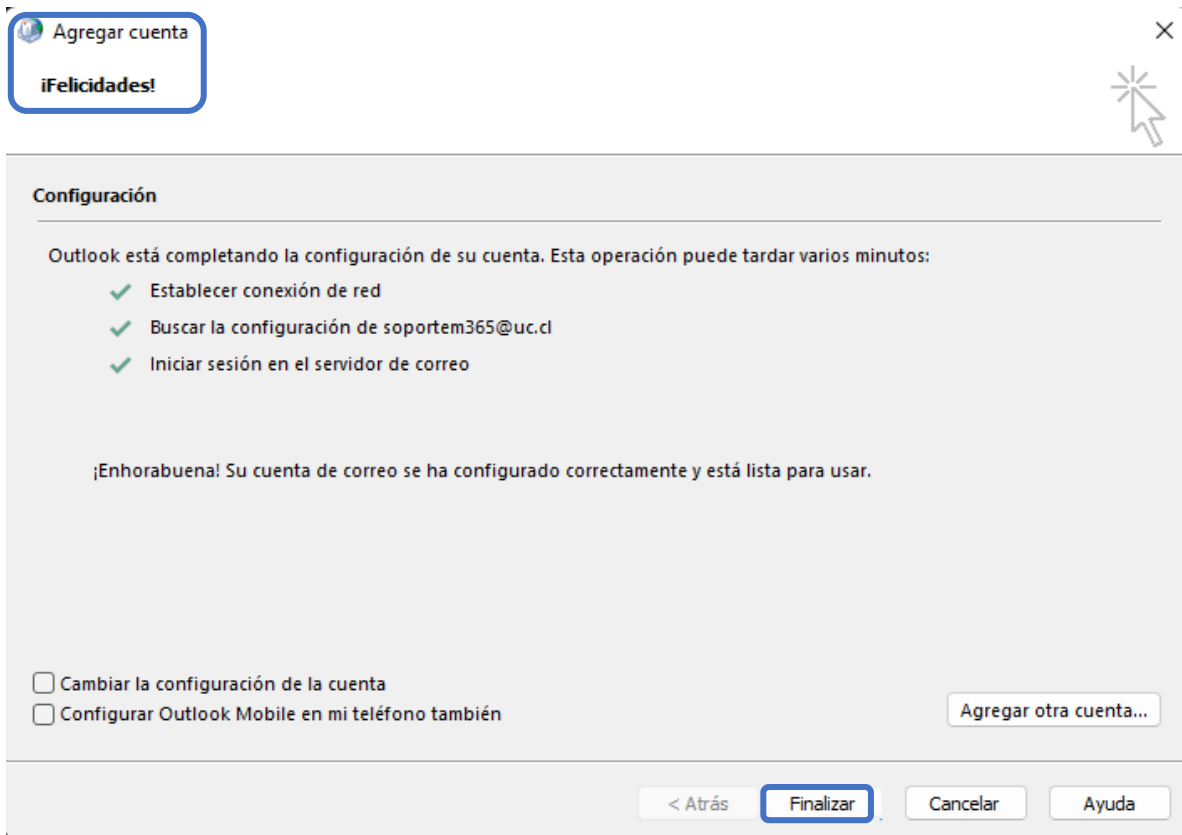 Agregar cuenta
¡Felicidades!
Configuración
Outlook está completando la configuración de su cuenta. Esta operación puede tardar varios minutos:
Establecer conexión de red
Buscar la configuración de soportem365@uc.cl
Iniciar sesión en el servidor de correo
¡Enhorabuena! Su cuenta de correo se ha configurado correctamente y está lista para usar.
Cambiar la configuración de la cuenta
Configurar Outlook Mobile en mi teléfono también
Agregar otra cuenta...
< Atrás Finalizar Cancelar Ayuda